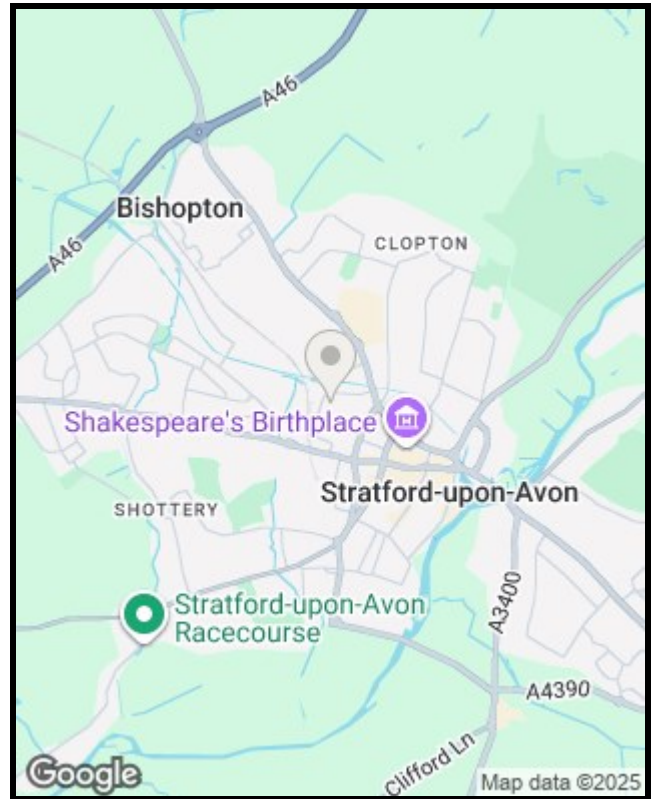 A46
Bishopton
CLOPTON
A46
Shakespeare's Birthplace
Stratford-upon-Avon
SHOTTERY
A3400
Stratford-upon-Avon
Racecourse
A4390
Clifford Ln
Google
Map data ©2025